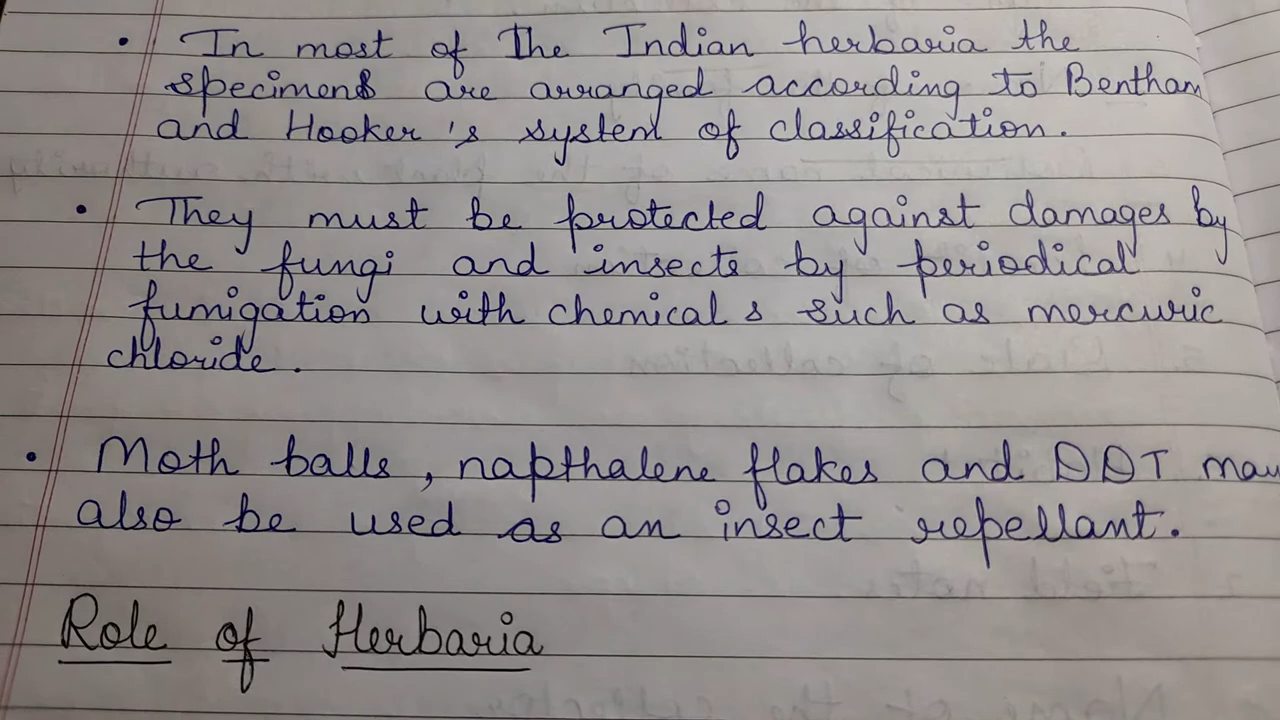 • In most of the Indian herbaria the
specimens are arranged according to Bentham
and Hooker's system of classification.
• They must be protected against damages by
the fungi and insects by periodical
fumigation with chemicals such as mercuric
chloride.
• Moth balls, napthalene flakes and DDT may
also be used as an insect repellant.
Role of Herbaria